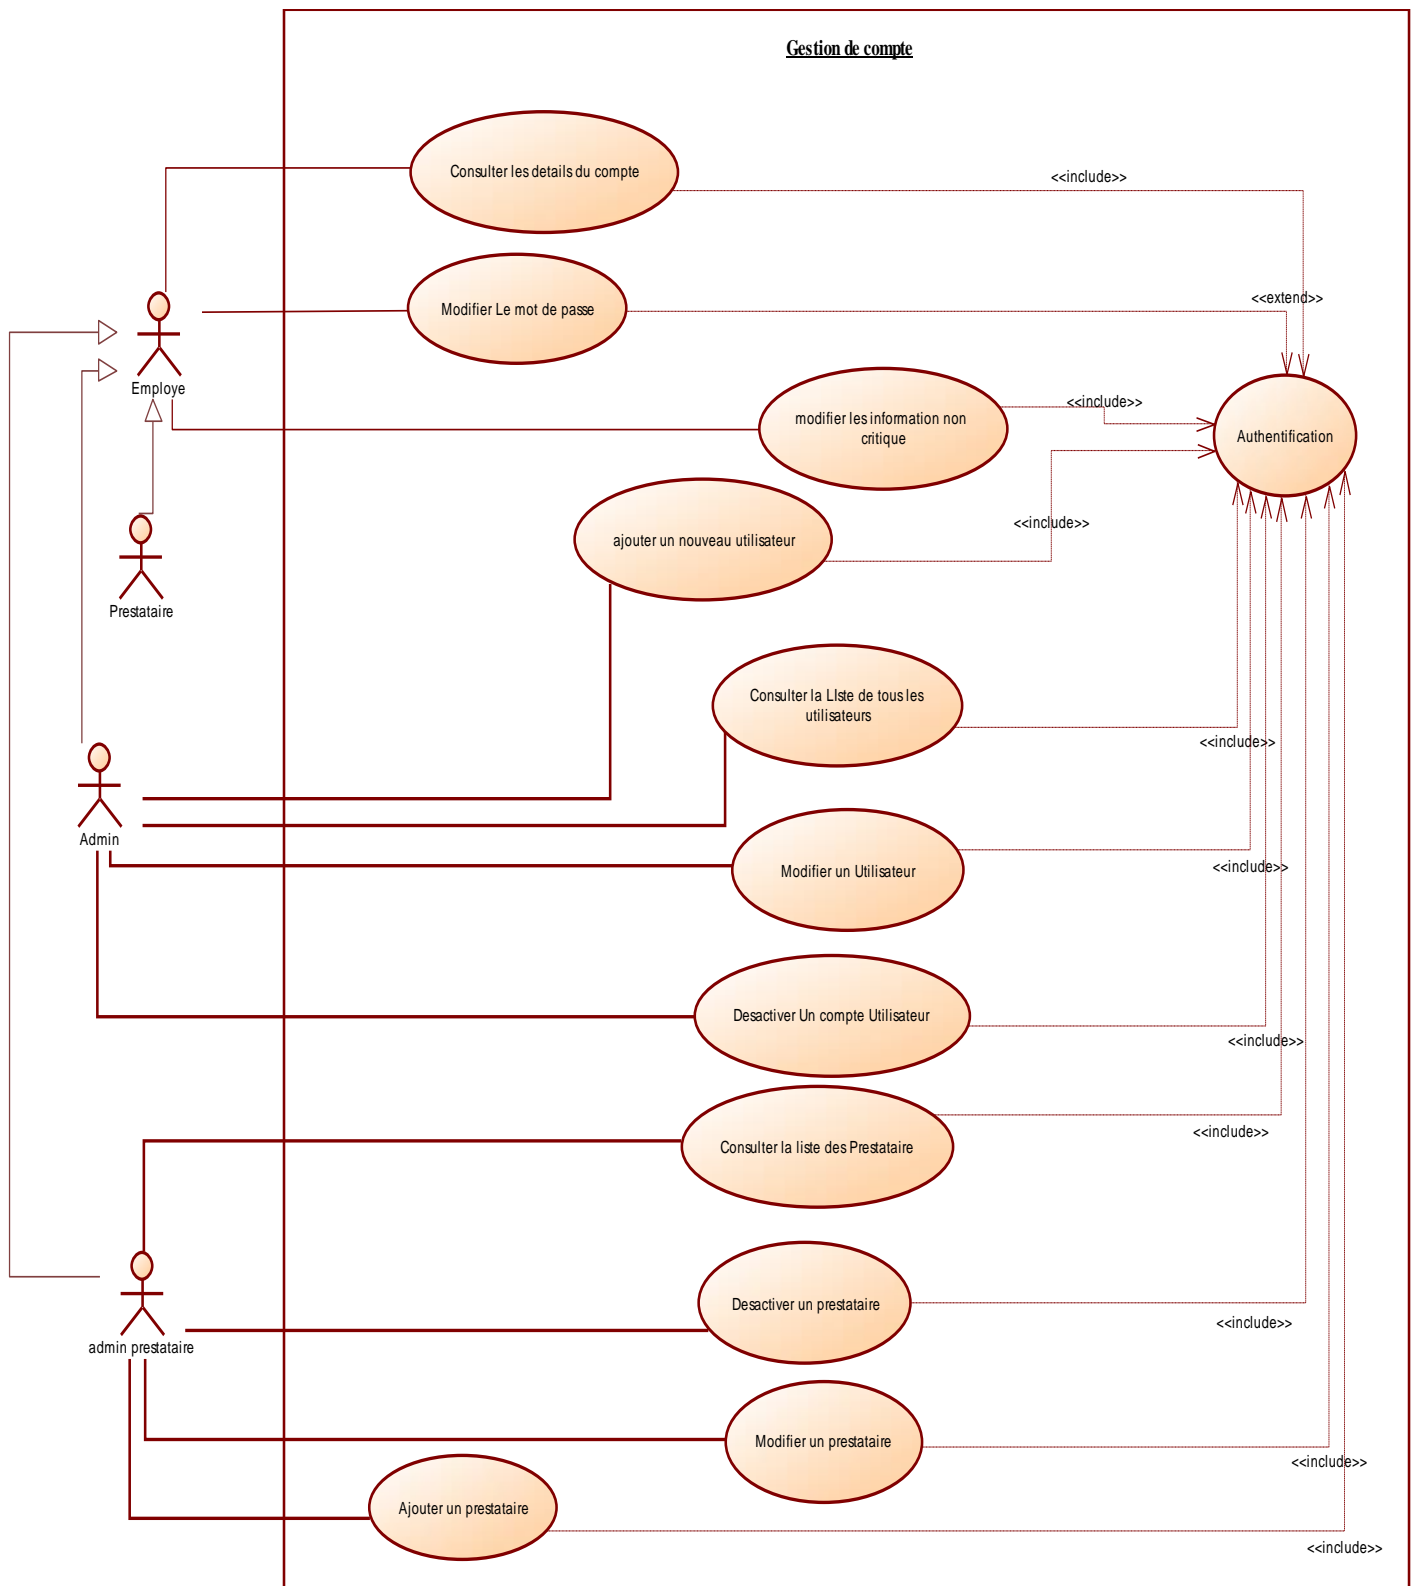 Gestion de compte
Consulter les details du compte
<<include>>
Modifier Le mot de passe
<<extend>>
Employe
modifier les information non
critique
<<include>>
Authentification
ajouter un nouveau utilisateur
<<include>>
Prestataire
Consulter la LIste de tous les
utilisateurs
<<include>>
Admin
Modifier un Utilisateur
<<include>>
Desactiver Un compte Utilisateur
<<include>>
Consulter la liste des Prestataire
<<include>>
Desactiver un prestataire
<<include>>
admin prestataire
Modifier un prestataire
<<include>>
Ajouter un prestataire
<<include>>